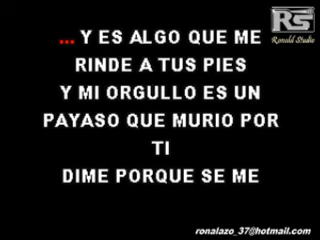 RS
Ronald Studio
... Y ES ALGO QUE ME
RINDE A TUS PIES
Y MI ORGULLO ES UN
PAYASO QUE MURIO POR
TI
DIME PORQUE SE ME
ronalazo_37@hotmail.com